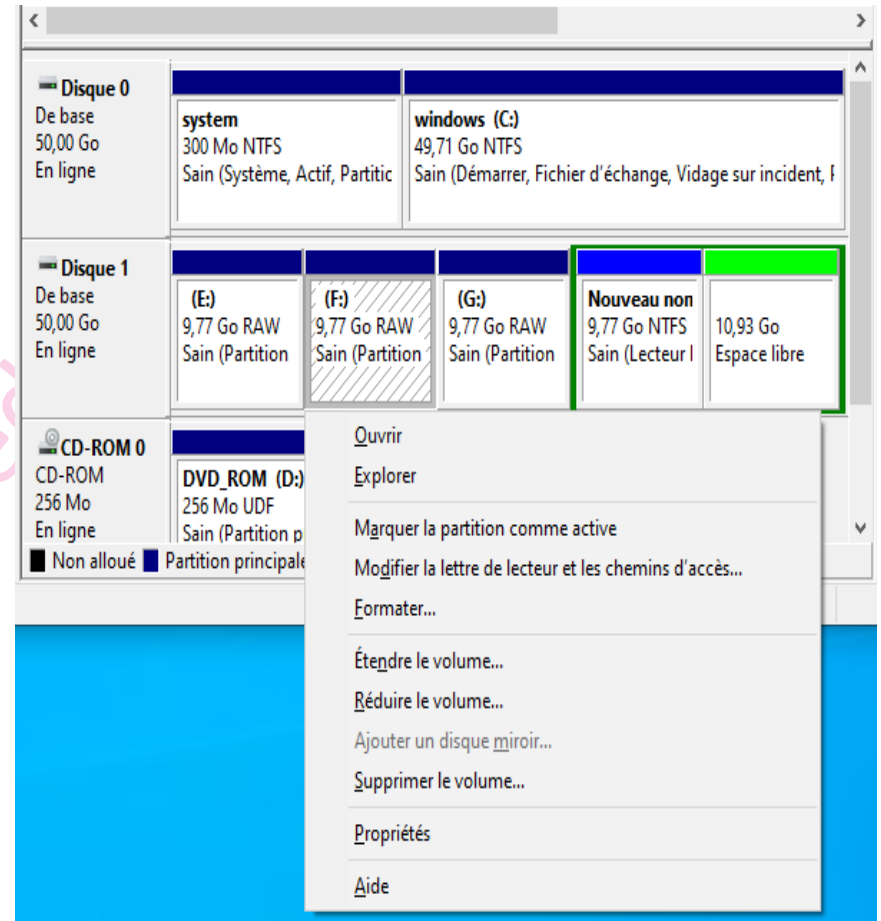 Disque 0
De base
50,00 Go
En ligne
system
300 Mo NTFS
Sain (Système, Actif, Partitic
windows (C:)
49,71 Go NTFS
Sain (Démarrer, Fichier d'échange, Vidage sur incident, F
Disque 1
De base
50,00 Go
En ligne
(E:)
9,77 Go RAW
Sain (Partition
(F:)
9,77 Go RAW
Sain (Partition
(G:)
9,77 Go RAW
Sain (Partition
Nouveau non
9,77 Go NTFS
Sain (Lecteur l
10,93 Go
Espace libre
CD-ROM 0
CD-ROM
256 Mo
En ligne
DVD_ROM (D:)
256 Mo UDF
Sain (Partition p
Non alloué Partition principale
Ouvrir
Explorer
Marquer la partition comme active
Modifier la lettre de lecteur et les chemins d'accès...
Formater...
Étendre le volume...
Réduire le volume...
Ajouter un disque miroir...
Supprimer le volume...
Propriétés
Aide